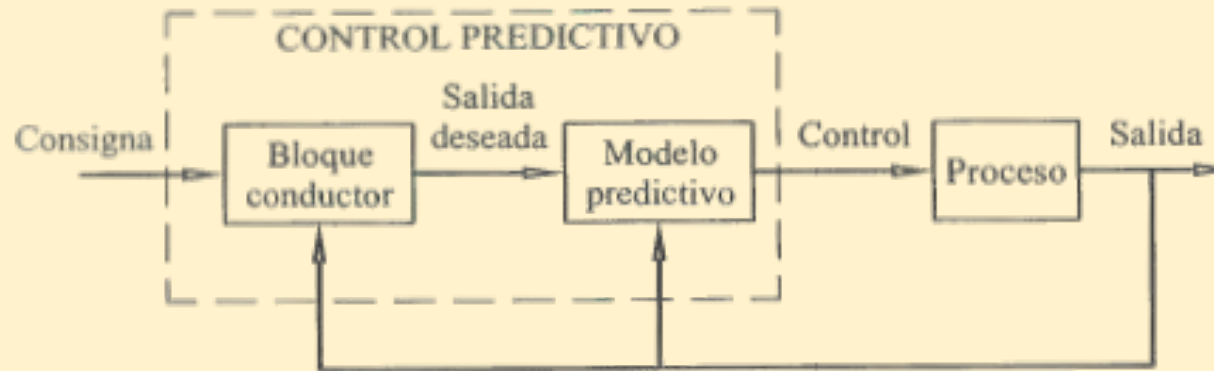 CONTROL PREDICTIVO
Consigna
Bloque
conductor
Salida
deseada
Modelo
predictivo
Control
Proceso
Salida